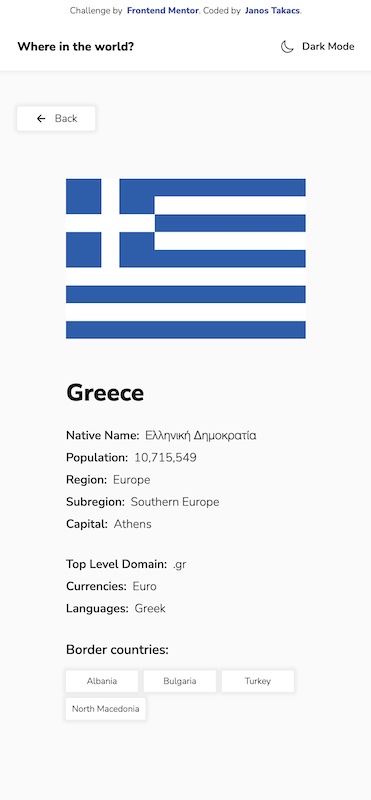 Challenge by Frontend Mentor. Coded by Janos Takacs.
Where in the world? Dark Mode
Back
Greece
Native Name: Ελληνική Δημοκρατία
Population: 10,715,549
Region: Europe
Subregion: Southern Europe
Capital: Athens
Top Level Domain: .gr
Currencies: Euro
Languages: Greek
Border countries:
Albania Bulgaria Turkey
North Macedonia